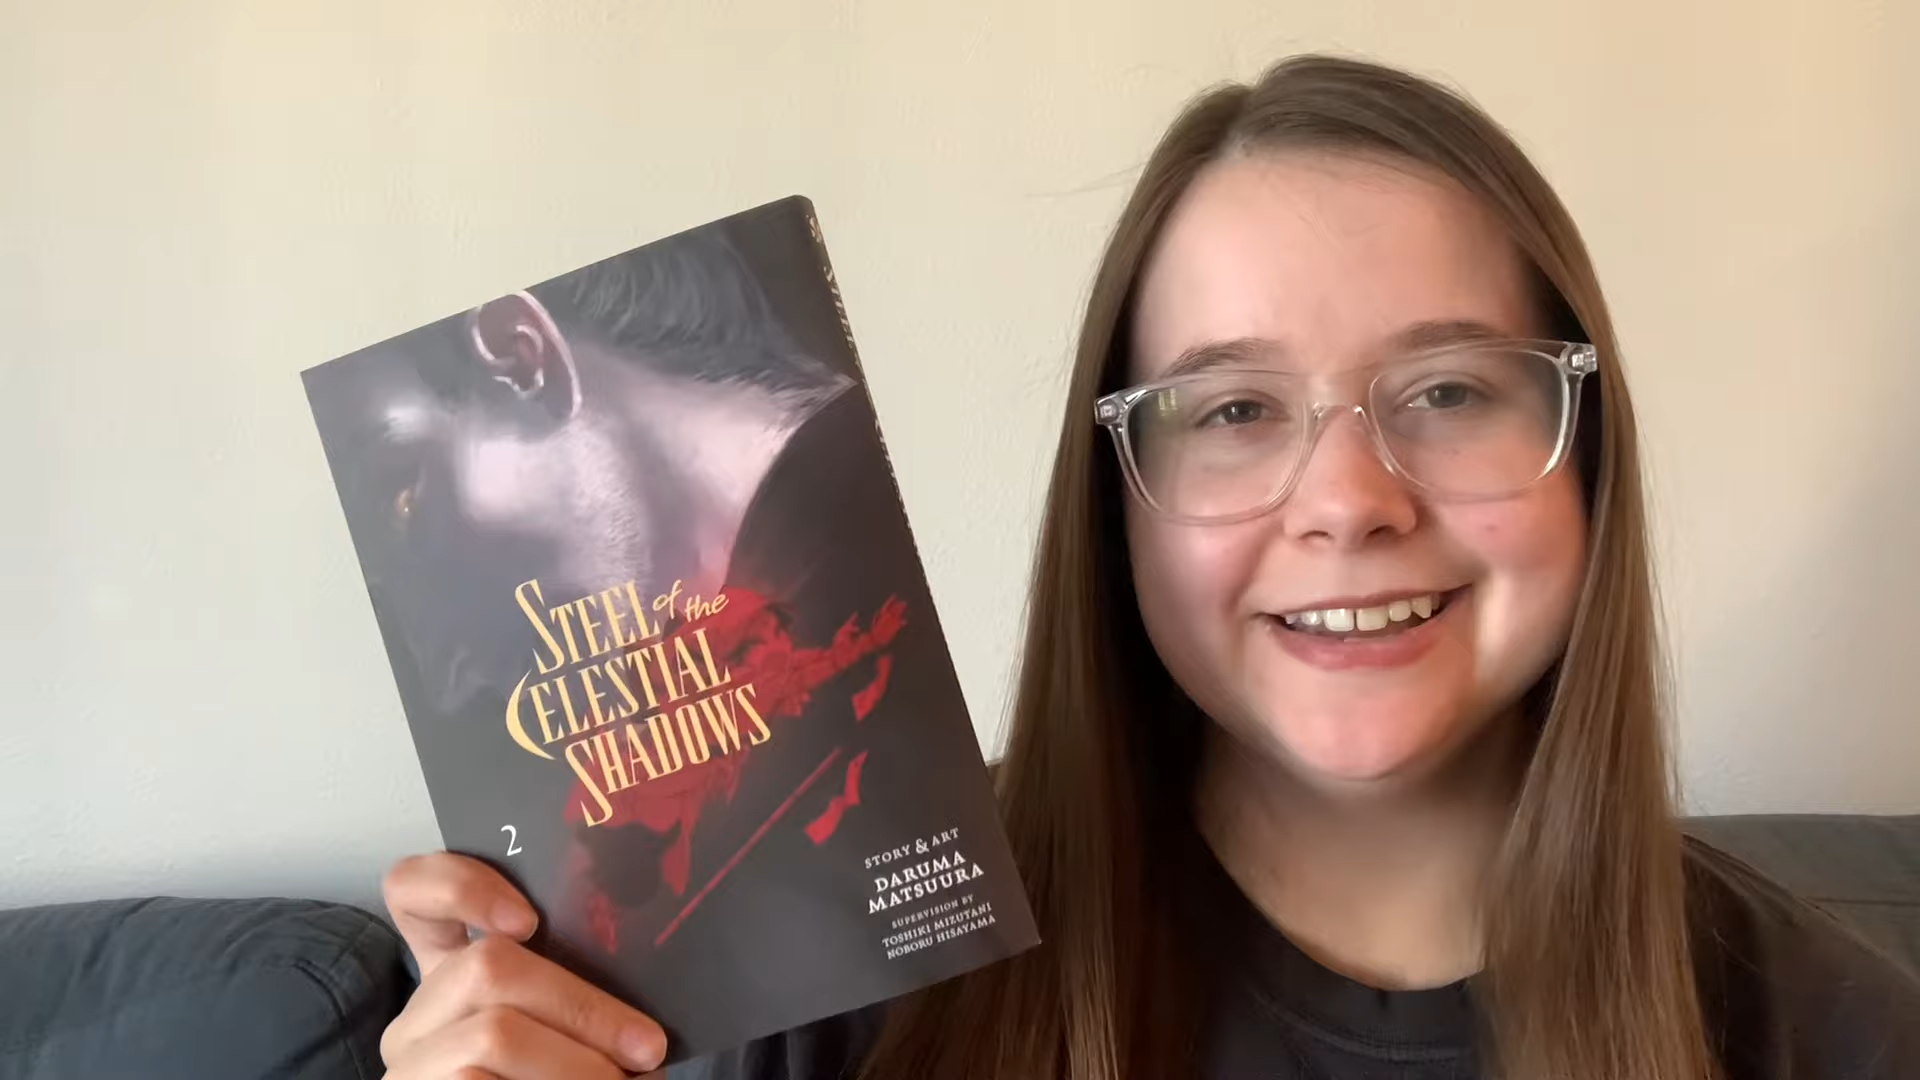 STEEL of the
CELESTIAL
SHADOWS
2
STORY & ART
DARUMA
MATSUURA
SUPERVISION BY
TOSHIKI MIZUTANI
NOBORU HISAYAMA